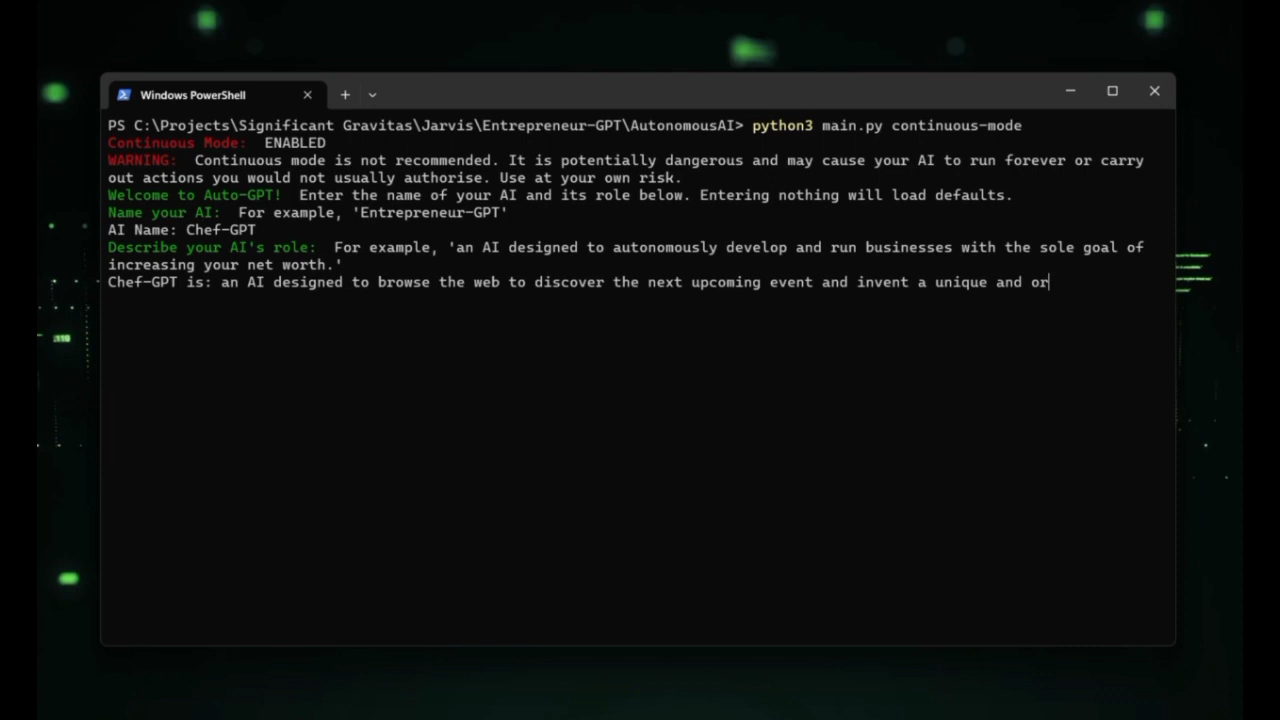 Windows PowerShell
PS C:\Projects\Significant Gravitas\Jarvis\Entrepreneur-GPT\AutonomousAI> python3 main.py continuous-mode
Continuous Mode:  ENABLED
WARNING:  Continuous mode is not recommended. It is potentially dangerous and may cause your AI to run forever or carry
out actions you would not usually authorise. Use at your own risk.
Welcome to Auto-GPT!  Enter the name of your AI and its role below. Entering nothing will load defaults.
Name your AI:  For example, 'Entrepreneur-GPT'
AI Name: Chef-GPT
Describe your AI's role:  For example, 'an AI designed to autonomously develop and run businesses with the sole goal of
increasing your net worth.'
Chef-GPT is: an AI designed to browse the web to discover the next upcoming event and invent a unique and or